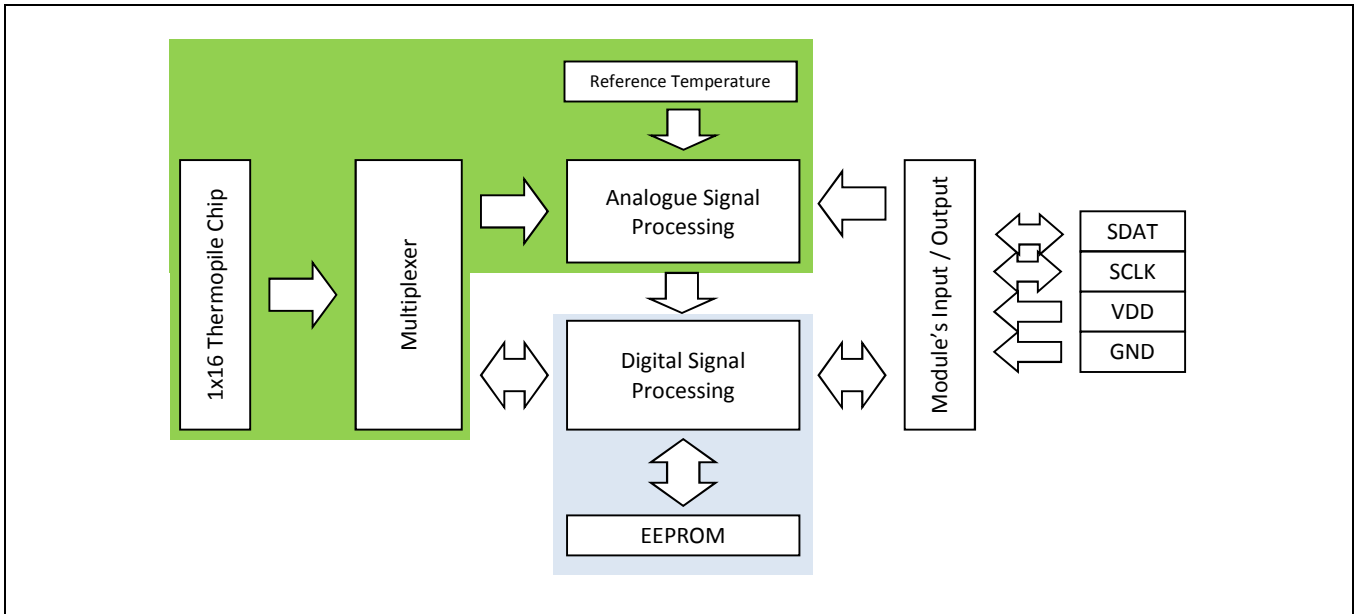 Reference Temperature
1x16 Thermopile Chip
Multiplexer
Analogue Signal
Processing
Module's Input / Output
SDAT
SCLK
VDD
GND
Digital Signal
Processing
EEPROM